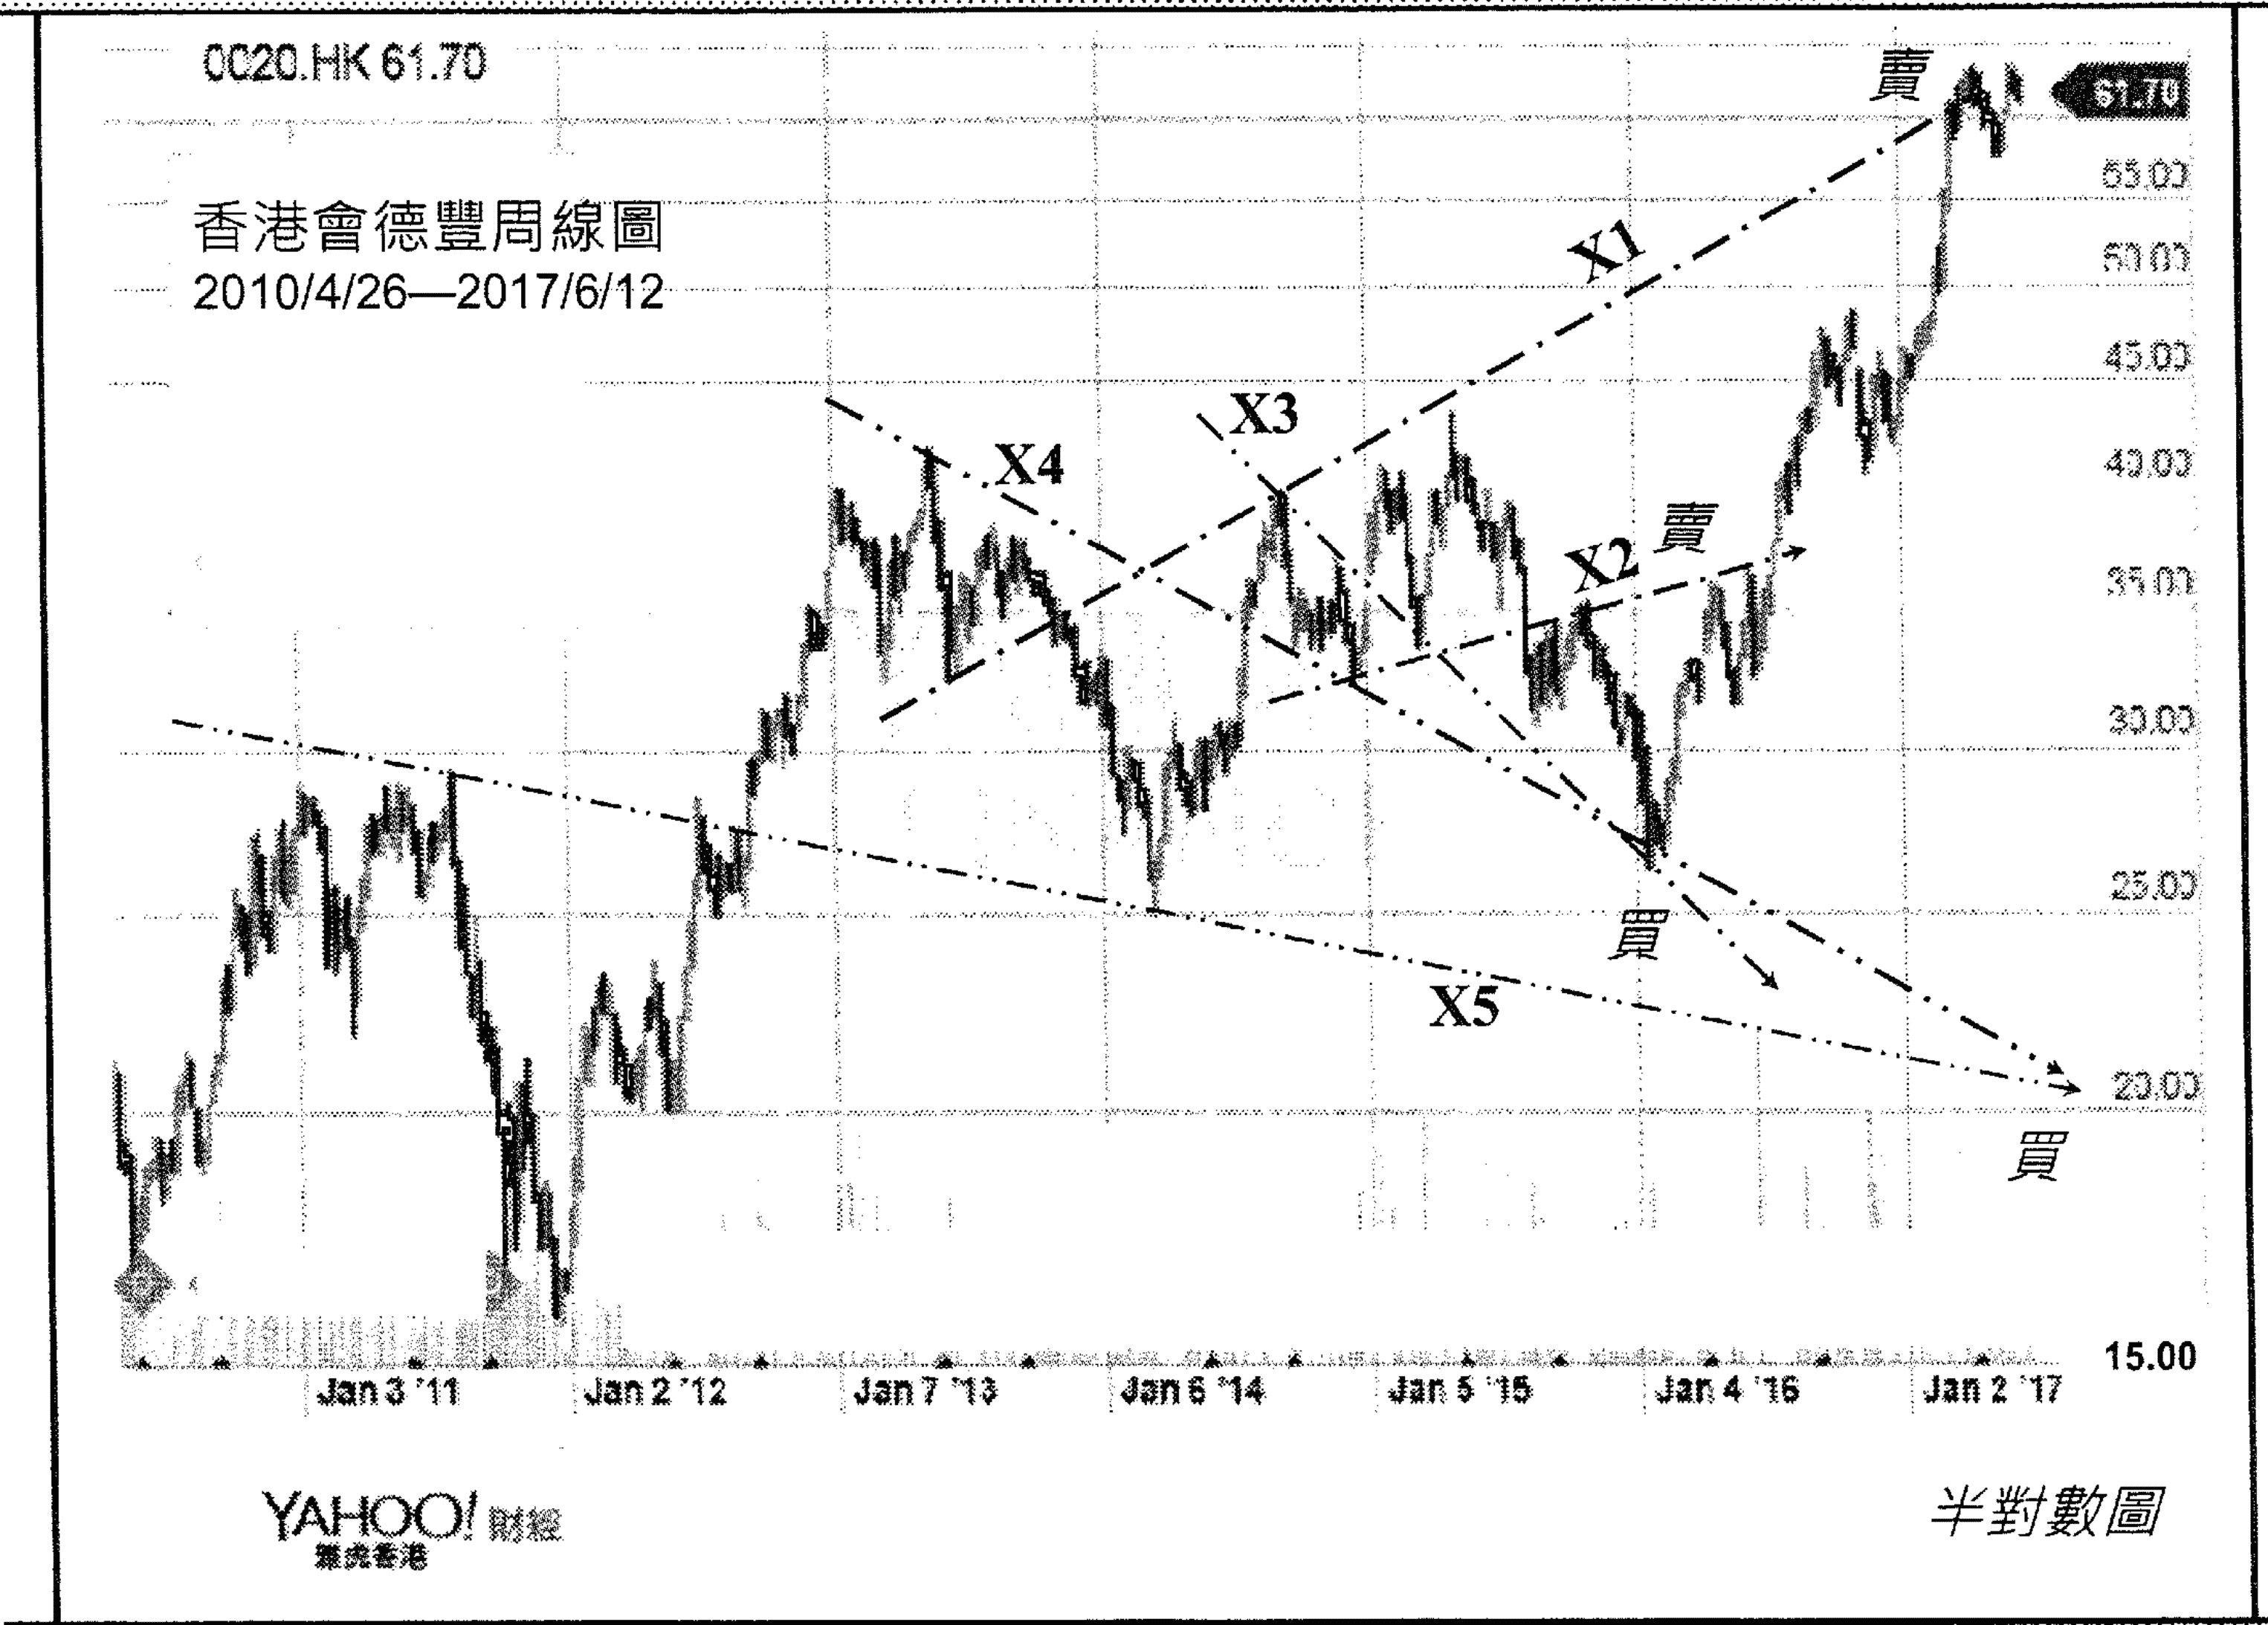 0020.HK 61.70
賣
61.70
香港會德豐周線圖
2010/4/26—2017/6/12
55.00
X1
50.00
45.00
X3
40.00
X4
賣
X2
35.00
30.00
25.00
買
X5
20.00
買
15.00
Jan 3 '11 Jan 2 '12 Jan 7 '13 Jan 6 '14 Jan 5 '15 Jan 4 '16 Jan 2 '17
YAHOO! 財經
雅虎香港
半對數圖